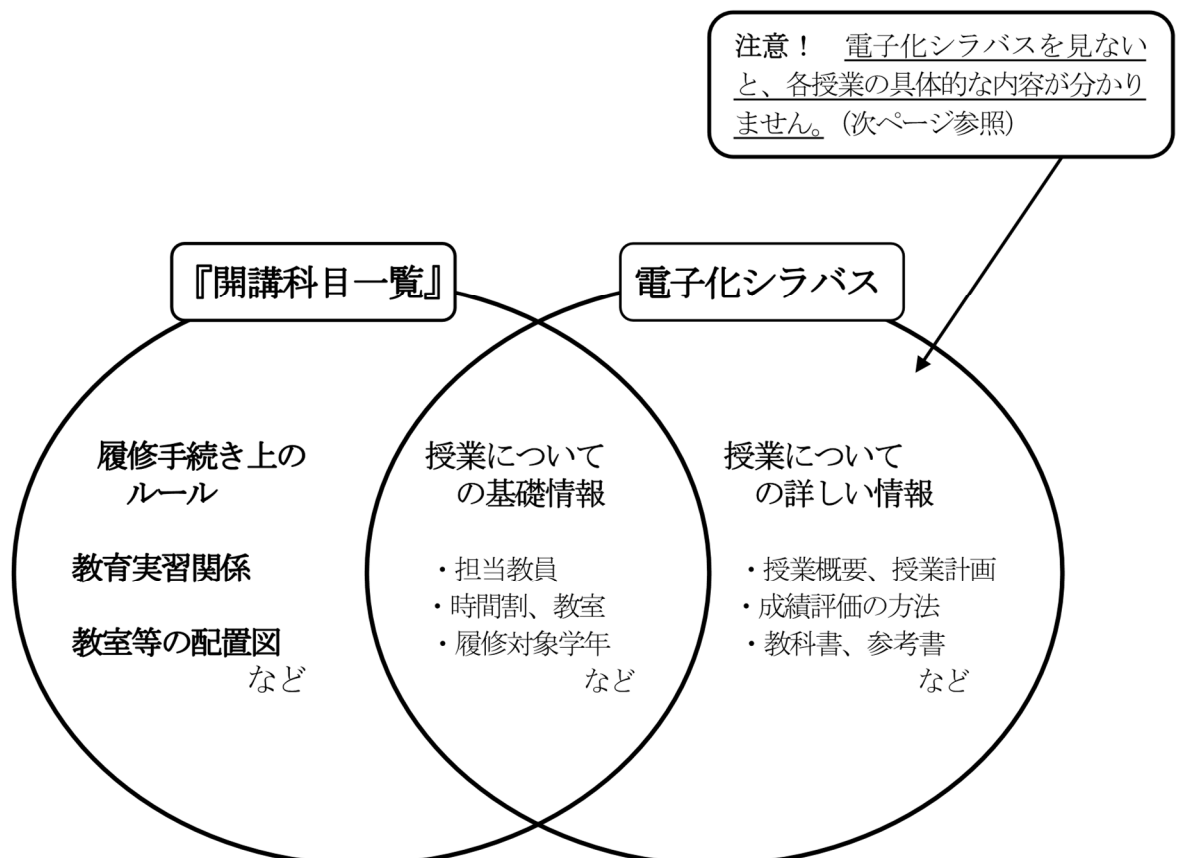 注意！　電子化シラバスを見ない
と、各授業の具体的な内容が分かり
ません。（次ページ参照）
『開講科目一覧』
電子化シラバス
履修手続き上の
ルール
教育実習関係
教室等の配置図
など
授業について
の基礎情報
・担当教員
・時間割、教室
・履修対象学年
など
授業について
の詳しい情報
・授業概要、授業計画
・成績評価の方法
・教科書、参考書
など